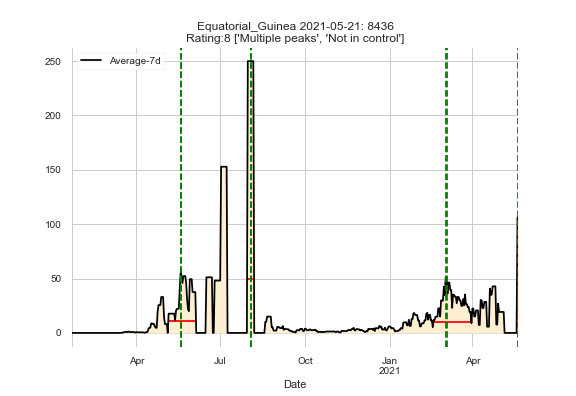 Equatorial_Guinea 2021-05-21: 8436
Rating:8 ['Multiple peaks', 'Not in control']
Average-7d
250
200
150
100
50
0
Apr
Jul
Oct
Jan
2021
Apr
Date